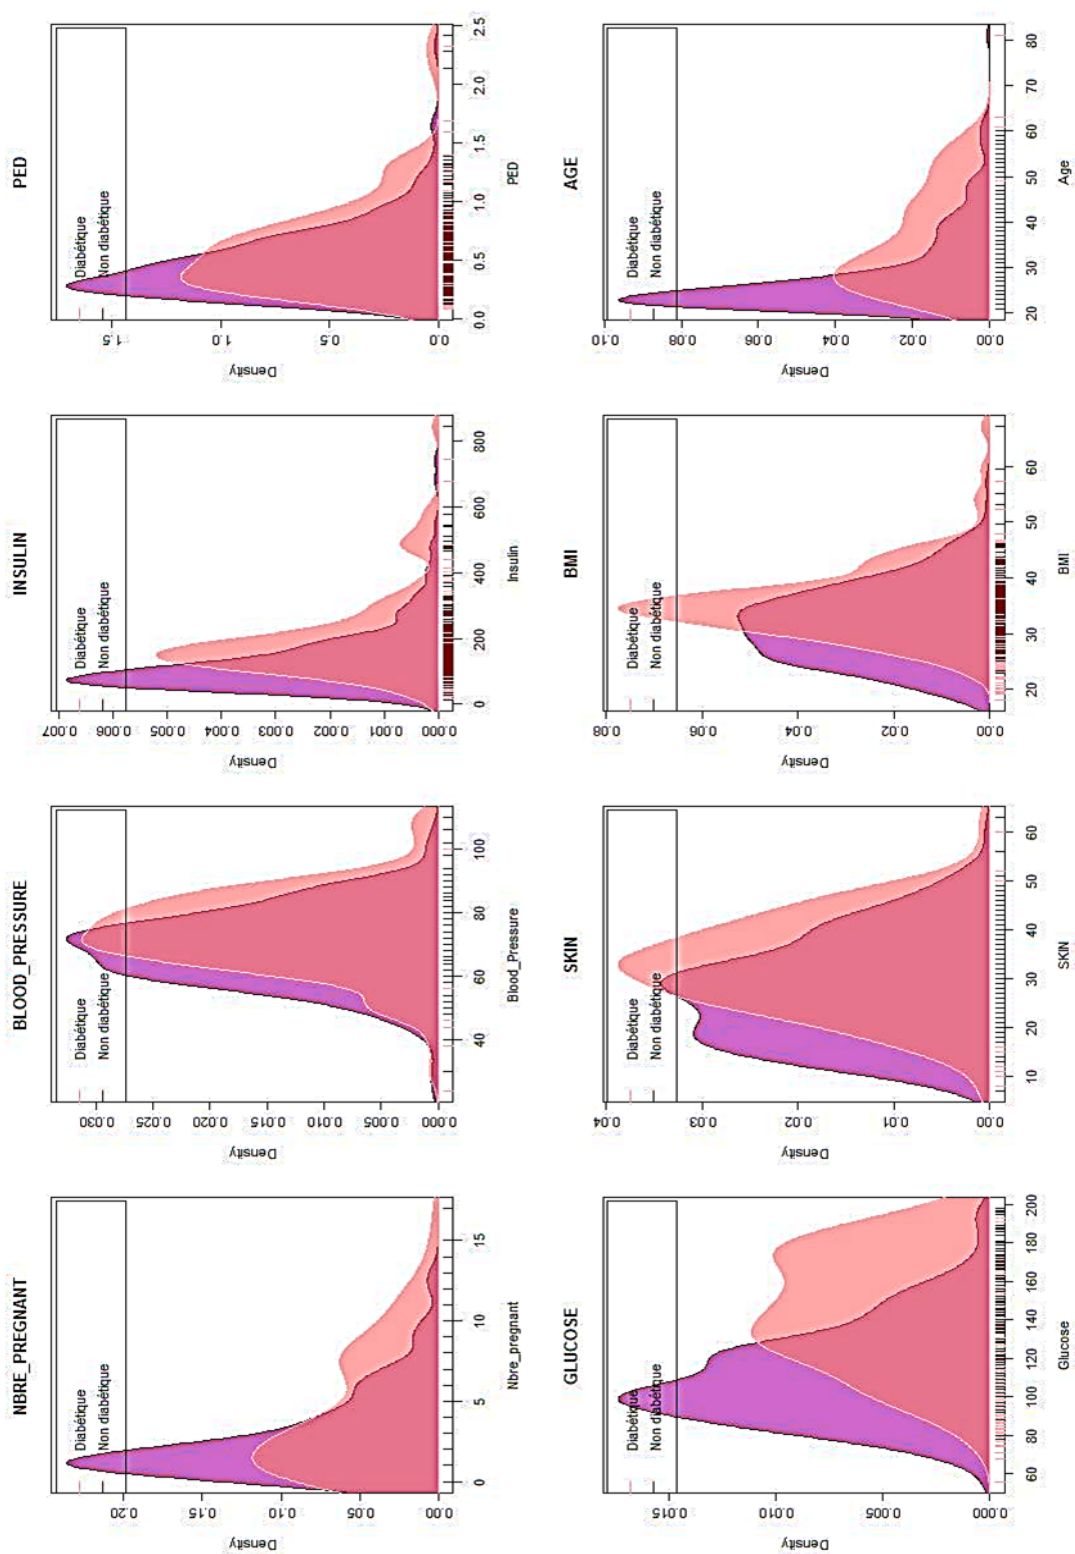 NBRE_PREGNANT
Diabétique
Non diabétique
Density
0.20
0.15
0.10
0.05
0.00
0 5 10 15
Nbre_pregnant
BLOOD_PRESSURE
Diabétique
Non diabétique
Density
0.030
0.025
0.020
0.015
0.010
0.005
0.000
40 60 80 100
Blood_Pressure
INSULIN
Diabétique
Non diabétique
Density
0.007
0.006
0.005
0.004
0.003
0.002
0.001
0.000
0 200 400 600 800
Insulin
PED
Diabétique
Non diabétique
Density
1.5
1.0
0.5
0.0
0.0 0.5 1.0 1.5 2.0 2.5
PED
GLUCOSE
Diabétique
Non diabétique
Density
0.015
0.010
0.005
0.000
60 80 100 120 140 160 180 200
Glucose
SKIN
Diabétique
Non diabétique
Density
0.04
0.03
0.02
0.01
0.00
10 20 30 40 50 60
SKIN
BMI
Diabétique
Non diabétique
Density
0.08
0.06
0.04
0.02
0.00
20 30 40 50 60
BMI
AGE
Diabétique
Non diabétique
Density
0.10
0.08
0.06
0.04
0.02
0.00
20 30 40 50 60 70 80
Age